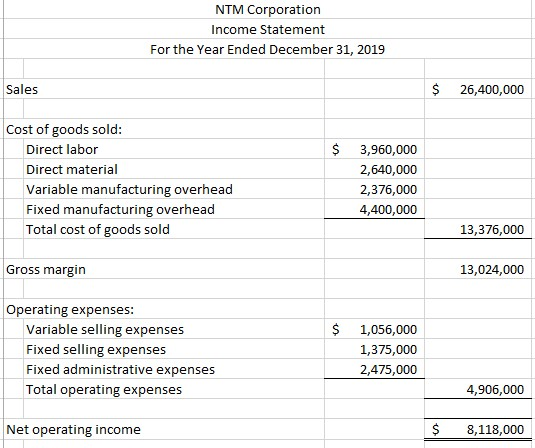 NTM Corporation
Income Statement
For the Year Ended December 31, 2019
Sales $ 26,400,000
Cost of goods sold:
Direct labor $ 3,960,000
Direct material 2,640,000
Variable manufacturing overhead 2,376,000
Fixed manufacturing overhead 4,400,000
Total cost of goods sold 13,376,000
Gross margin 13,024,000
Operating expenses:
Variable selling expenses $ 1,056,000
Fixed selling expenses 1,375,000
Fixed administrative expenses 2,475,000
Total operating expenses 4,906,000
Net operating income $ 8,118,000